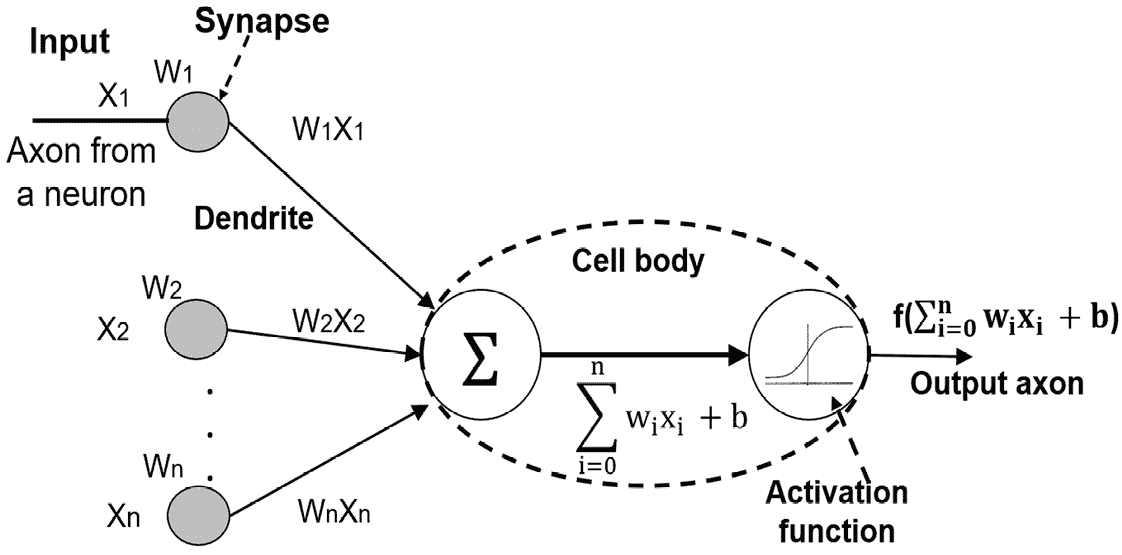 Input
Synapse
W1
X1
W1X1
Axon from
a neuron
Dendrite
Cell body
W2
X2
W2X2
Σ
n
∑ wᵢxᵢ + b
i=0
f(∑ⁿᵢ₌₀ wᵢxᵢ + b)
Output axon
.
.
.
Wn
Xn
WnXn
Activation
function